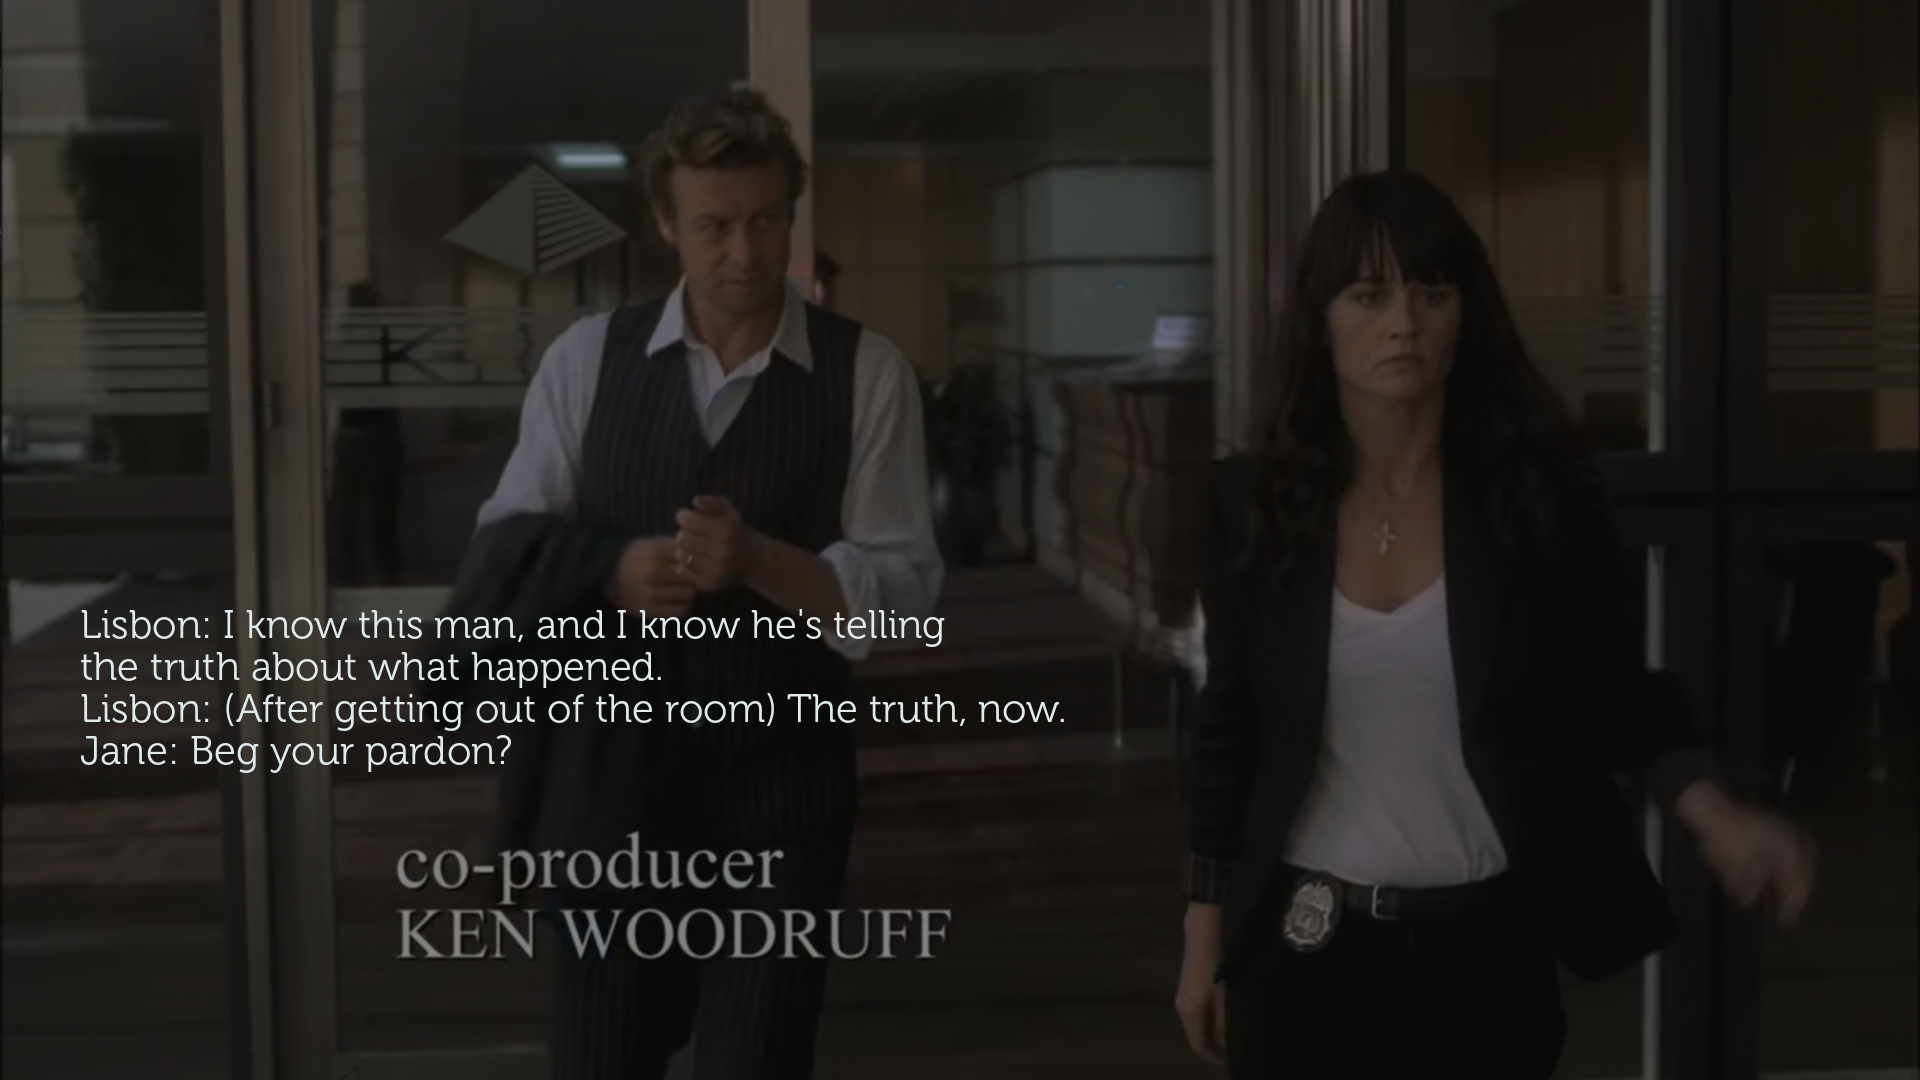 Lisbon: I know this man, and I know he's telling
the truth about what happened.
Lisbon: (After getting out of the room) The truth, now.
Jane: Beg your pardon?
co-producer
KEN WOODRUFF